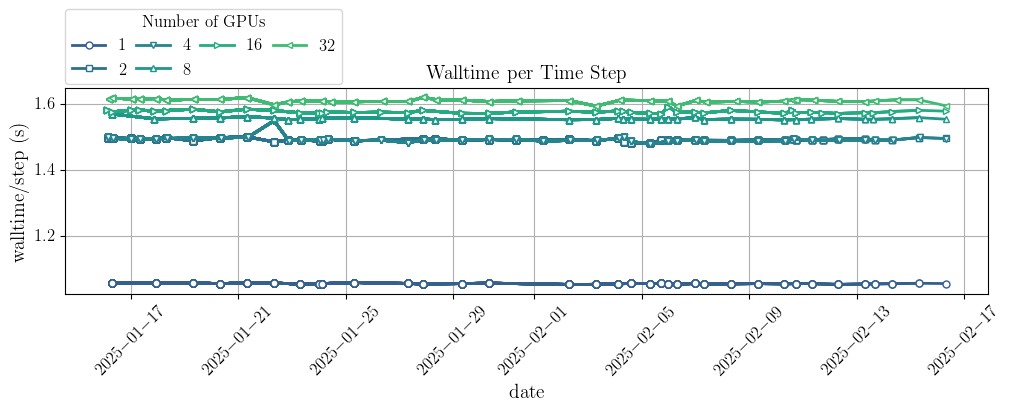 Number of GPUs
1 4 16 32
2 8
Walltime per Time Step
walltime/step (s)
1.6
1.4
1.2
2025−01−17
2025−01−21
2025−01−25
2025−01−29
2025−02−01
2025−02−05
2025−02−09
2025−02−13
2025−02−17
date